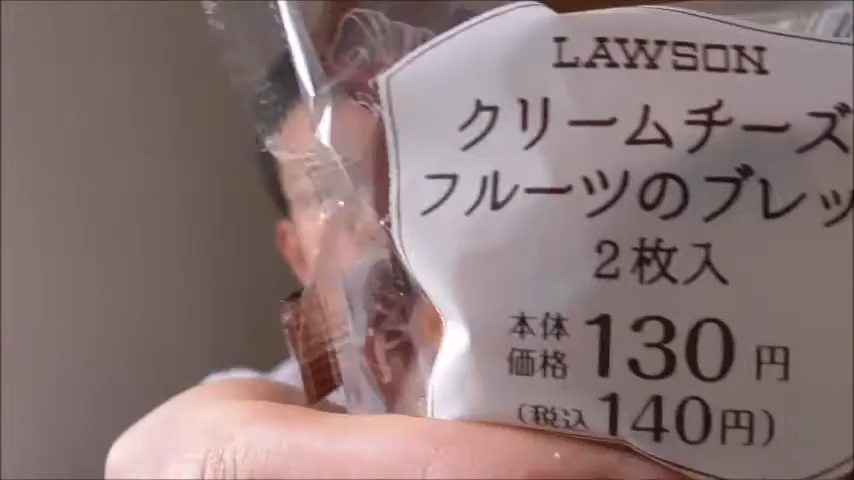 LAWSON
クリームチーズ
フルーツのブレッ
2枚入
本体価格 130円
(税込 140円)